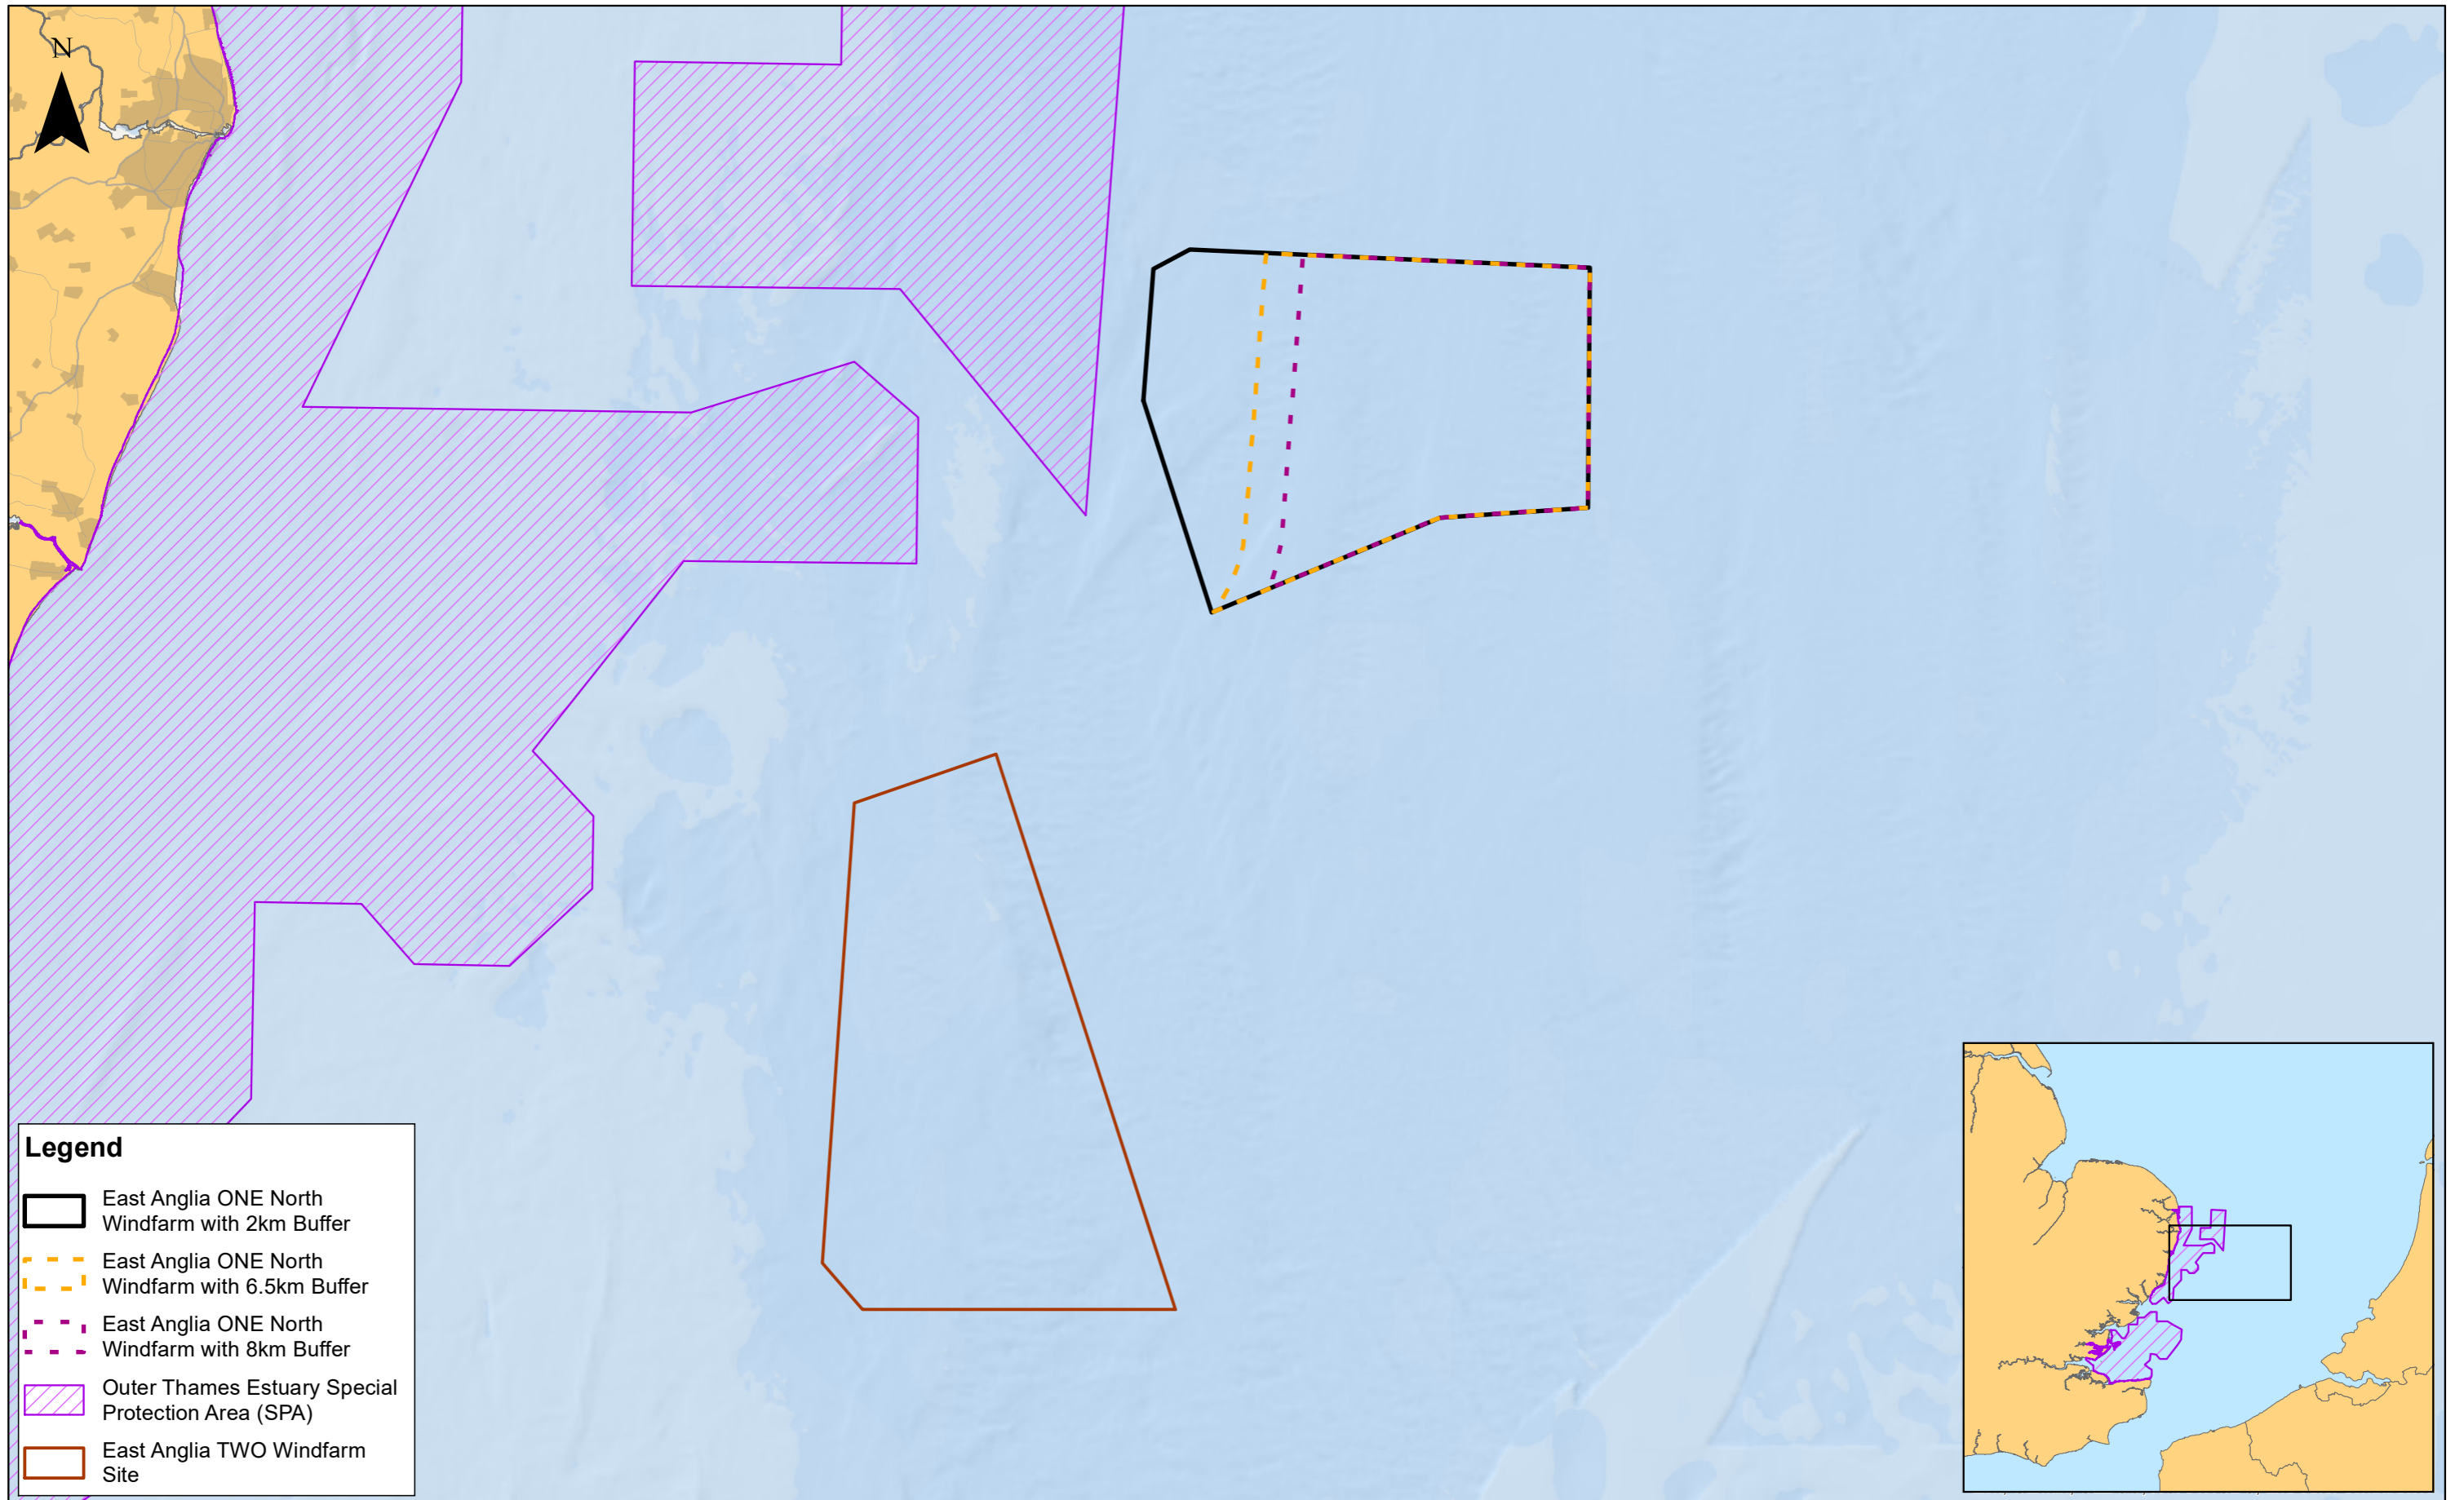 N
Legend
East Anglia ONE North
Windfarm with 2km Buffer
East Anglia ONE North
Windfarm with 6.5km Buffer
East Anglia ONE North
Windfarm with 8km Buffer
Outer Thames Estuary Special
Protection Area (SPA)
East Anglia TWO Windfarm
Site